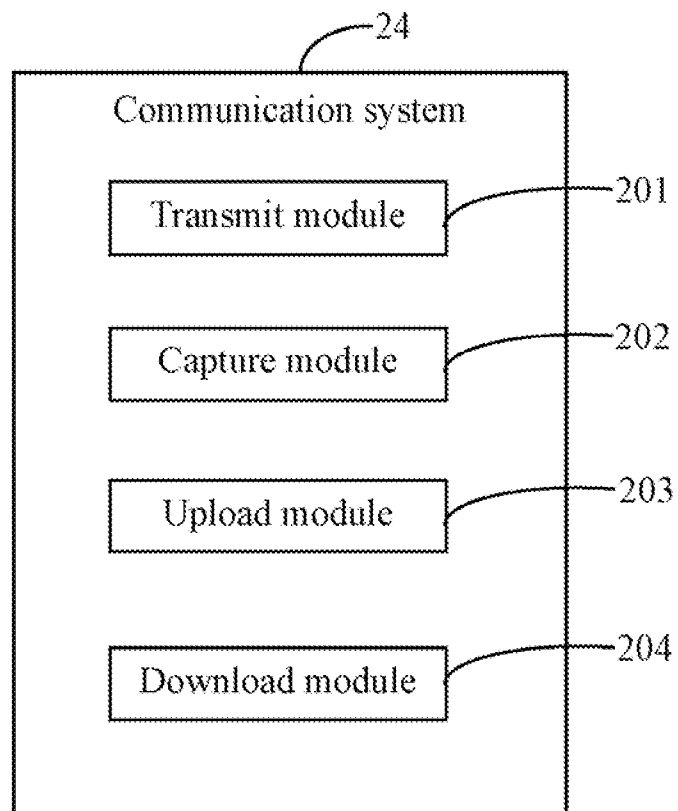 24
Communication system
Transmit module
201
Capture module
202
Upload module
203
Download module
204